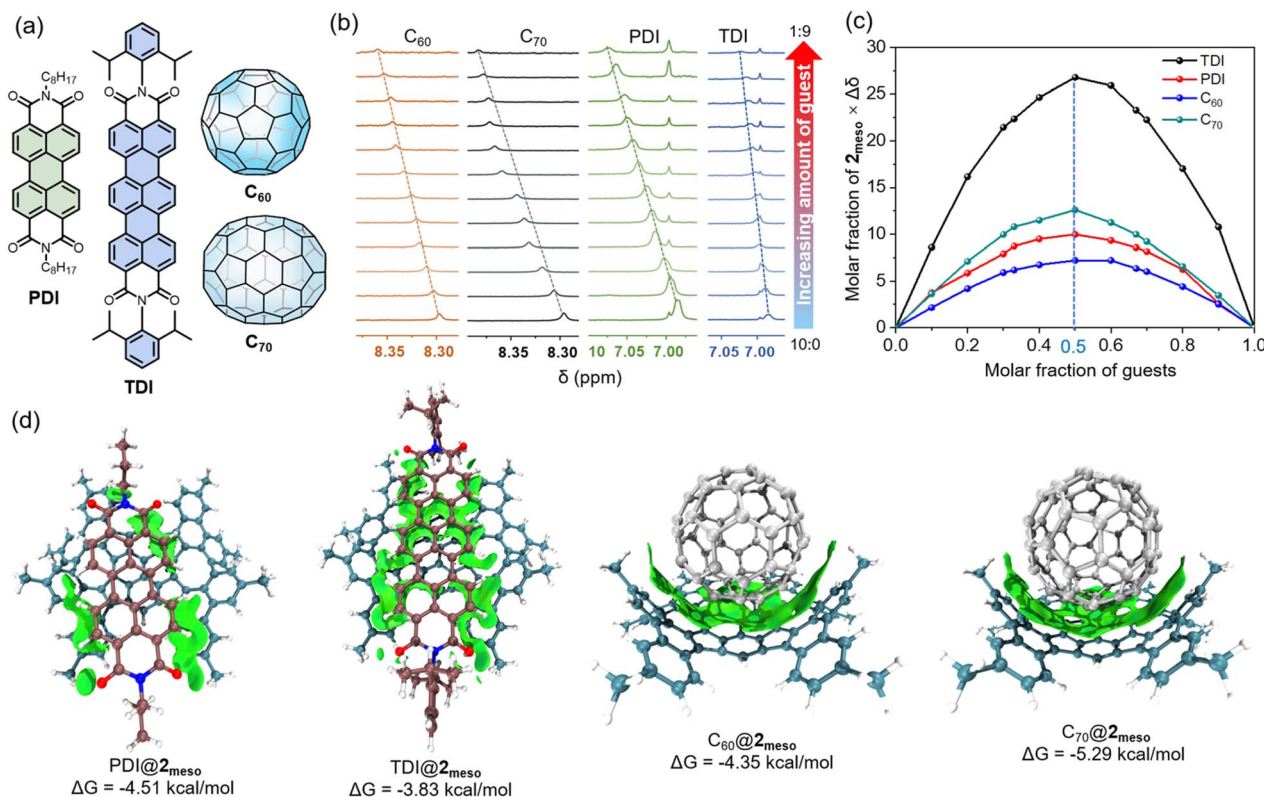 (a)
C₈H₁₇
O N O
O N O
C₈H₁₇
PDI
O N O
O N O
TDI
C₆₀
C₇₀
(b)
C₆₀
C₇₀
PDI
TDI
1:9
Increasing amount of guest
10:0
8.35 8.30
8.35 8.30
10 7.05 7.00
7.05 7.00
δ (ppm)
(c)
Molar fraction of 2meso × Δδ
30
25
20
15
10
5
0
TDI
PDI
C₆₀
C₇₀
0.0 0.2 0.4 0.5 0.6 0.8 1.0
Molar fraction of guests
(d)
PDI@2meso
ΔG = -4.51 kcal/mol
TDI@2meso
ΔG = -3.83 kcal/mol
C₆₀@2meso
ΔG = -4.35 kcal/mol
C₇₀@2meso
ΔG = -5.29 kcal/mol